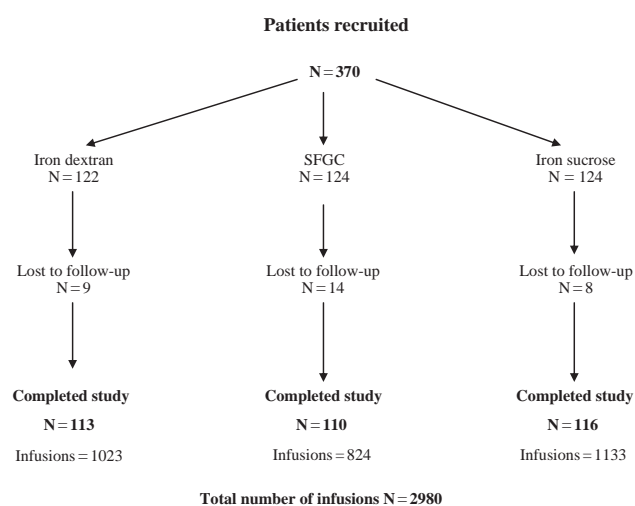 Patients recruited
N=370
Iron dextran
N=122
SFGC
N=124
Iron sucrose
N = 124
Lost to follow-up
N=9
Lost to follow-up
N=14
Lost to follow-up
N=8
Completed study
N=113
Infusions=1023
Completed study
N=110
Infusions=824
Completed study
N=116
Infusions=1133
Total number of infusions N=2980